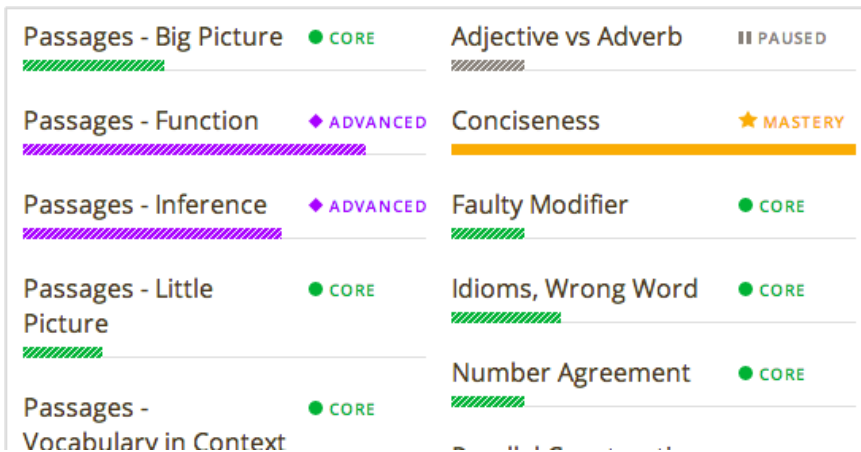 Passages - Big Picture CORE
Passages - Function ADVANCED
Passages - Inference ADVANCED
Passages - Little CORE
Picture
Passages - CORE
Vocabulary in Context
Adjective vs Adverb PAUSED
Conciseness MASTERY
Faulty Modifier CORE
Idioms, Wrong Word CORE
Number Agreement CORE